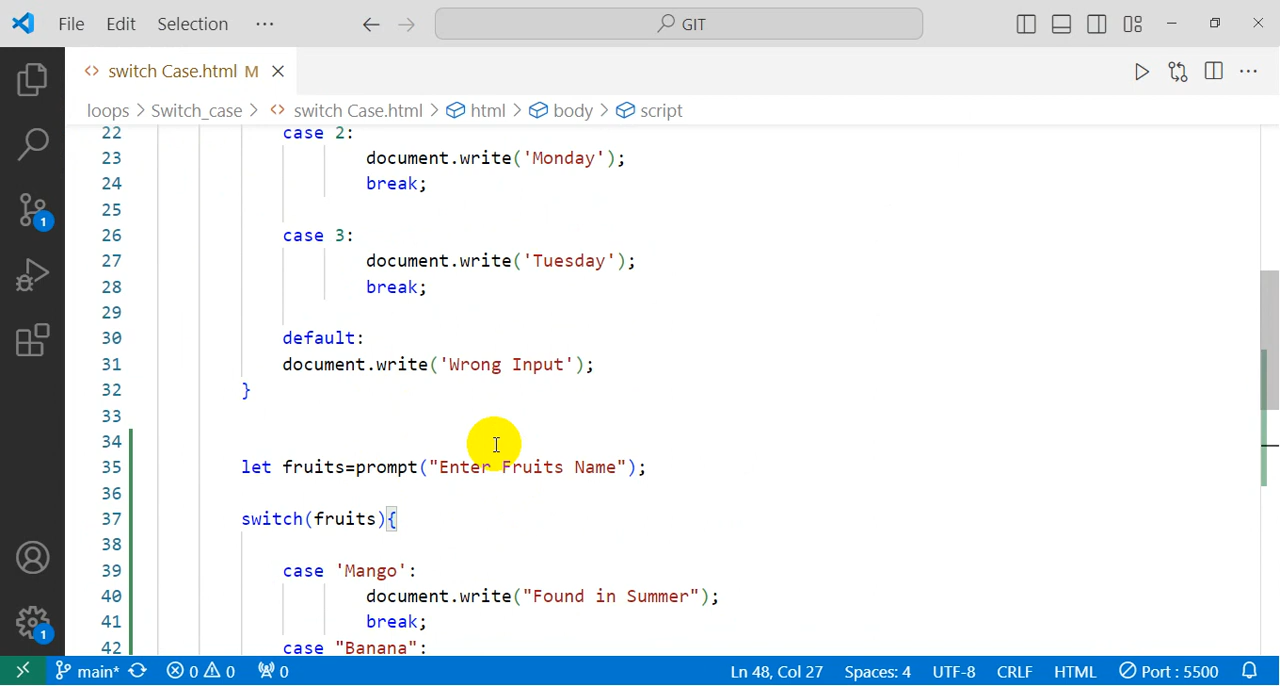 File Edit Selection ··· GIT
switch Case.html M
loops > Switch_case > switch Case.html > html > body > script
22 case 2:
23 document.write('Monday');
24 break;
25
26 case 3:
27 document.write('Tuesday');
28 break;
29
30 default:
31 document.write('Wrong Input');
32 }
33
34
35 let fruits=prompt("Enter Fruits Name");
36
37 switch(fruits){
38
39 case 'Mango':
40 document.write("Found in Summer");
41 break;
42 case "Banana":
1
1
main* 0 0 0 Ln 48, Col 27 Spaces: 4 UTF-8 CRLF HTML Port : 5500